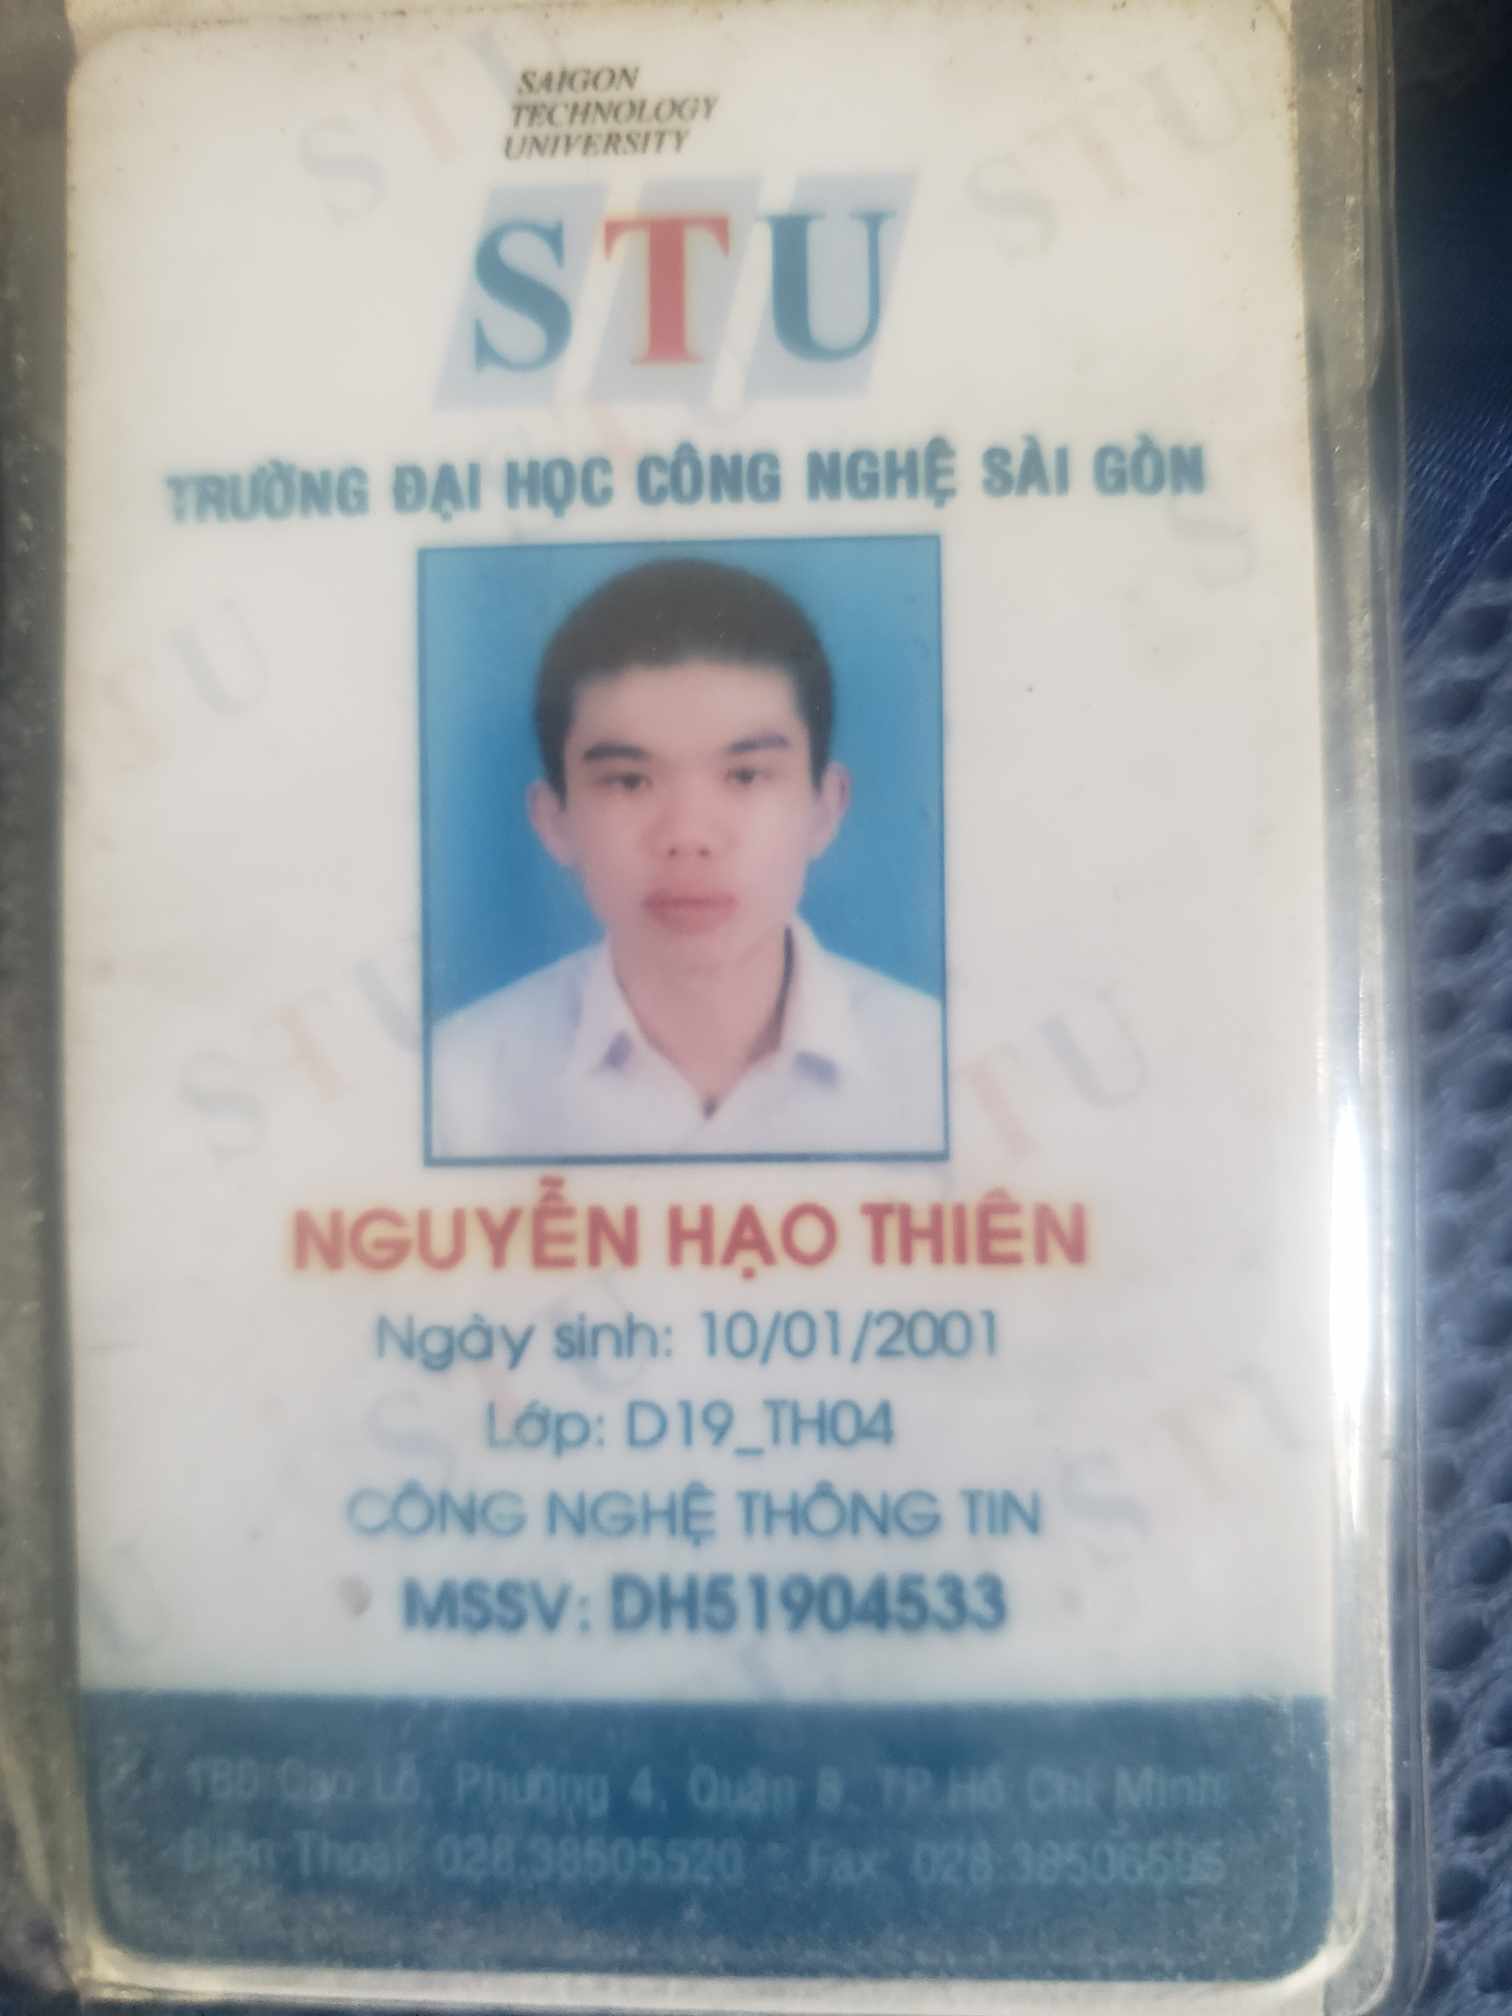 SAIGON
TECHNOLOGY
UNIVERSITY
STU
TRƯỜNG ĐẠI HỌC CÔNG NGHỆ SÀI GÒN
NGUYỄN HẠO THIÊN
Ngày sinh: 10/01/2001
Lớp: D19_TH04
CÔNG NGHỆ THÔNG TIN
MSSV: DH51904533
Cao Lỗ, Phường 4, Quận 8, TP.Hồ Chí Minh
Điện Thoại: 028.38505520 Fax: 028.38506595